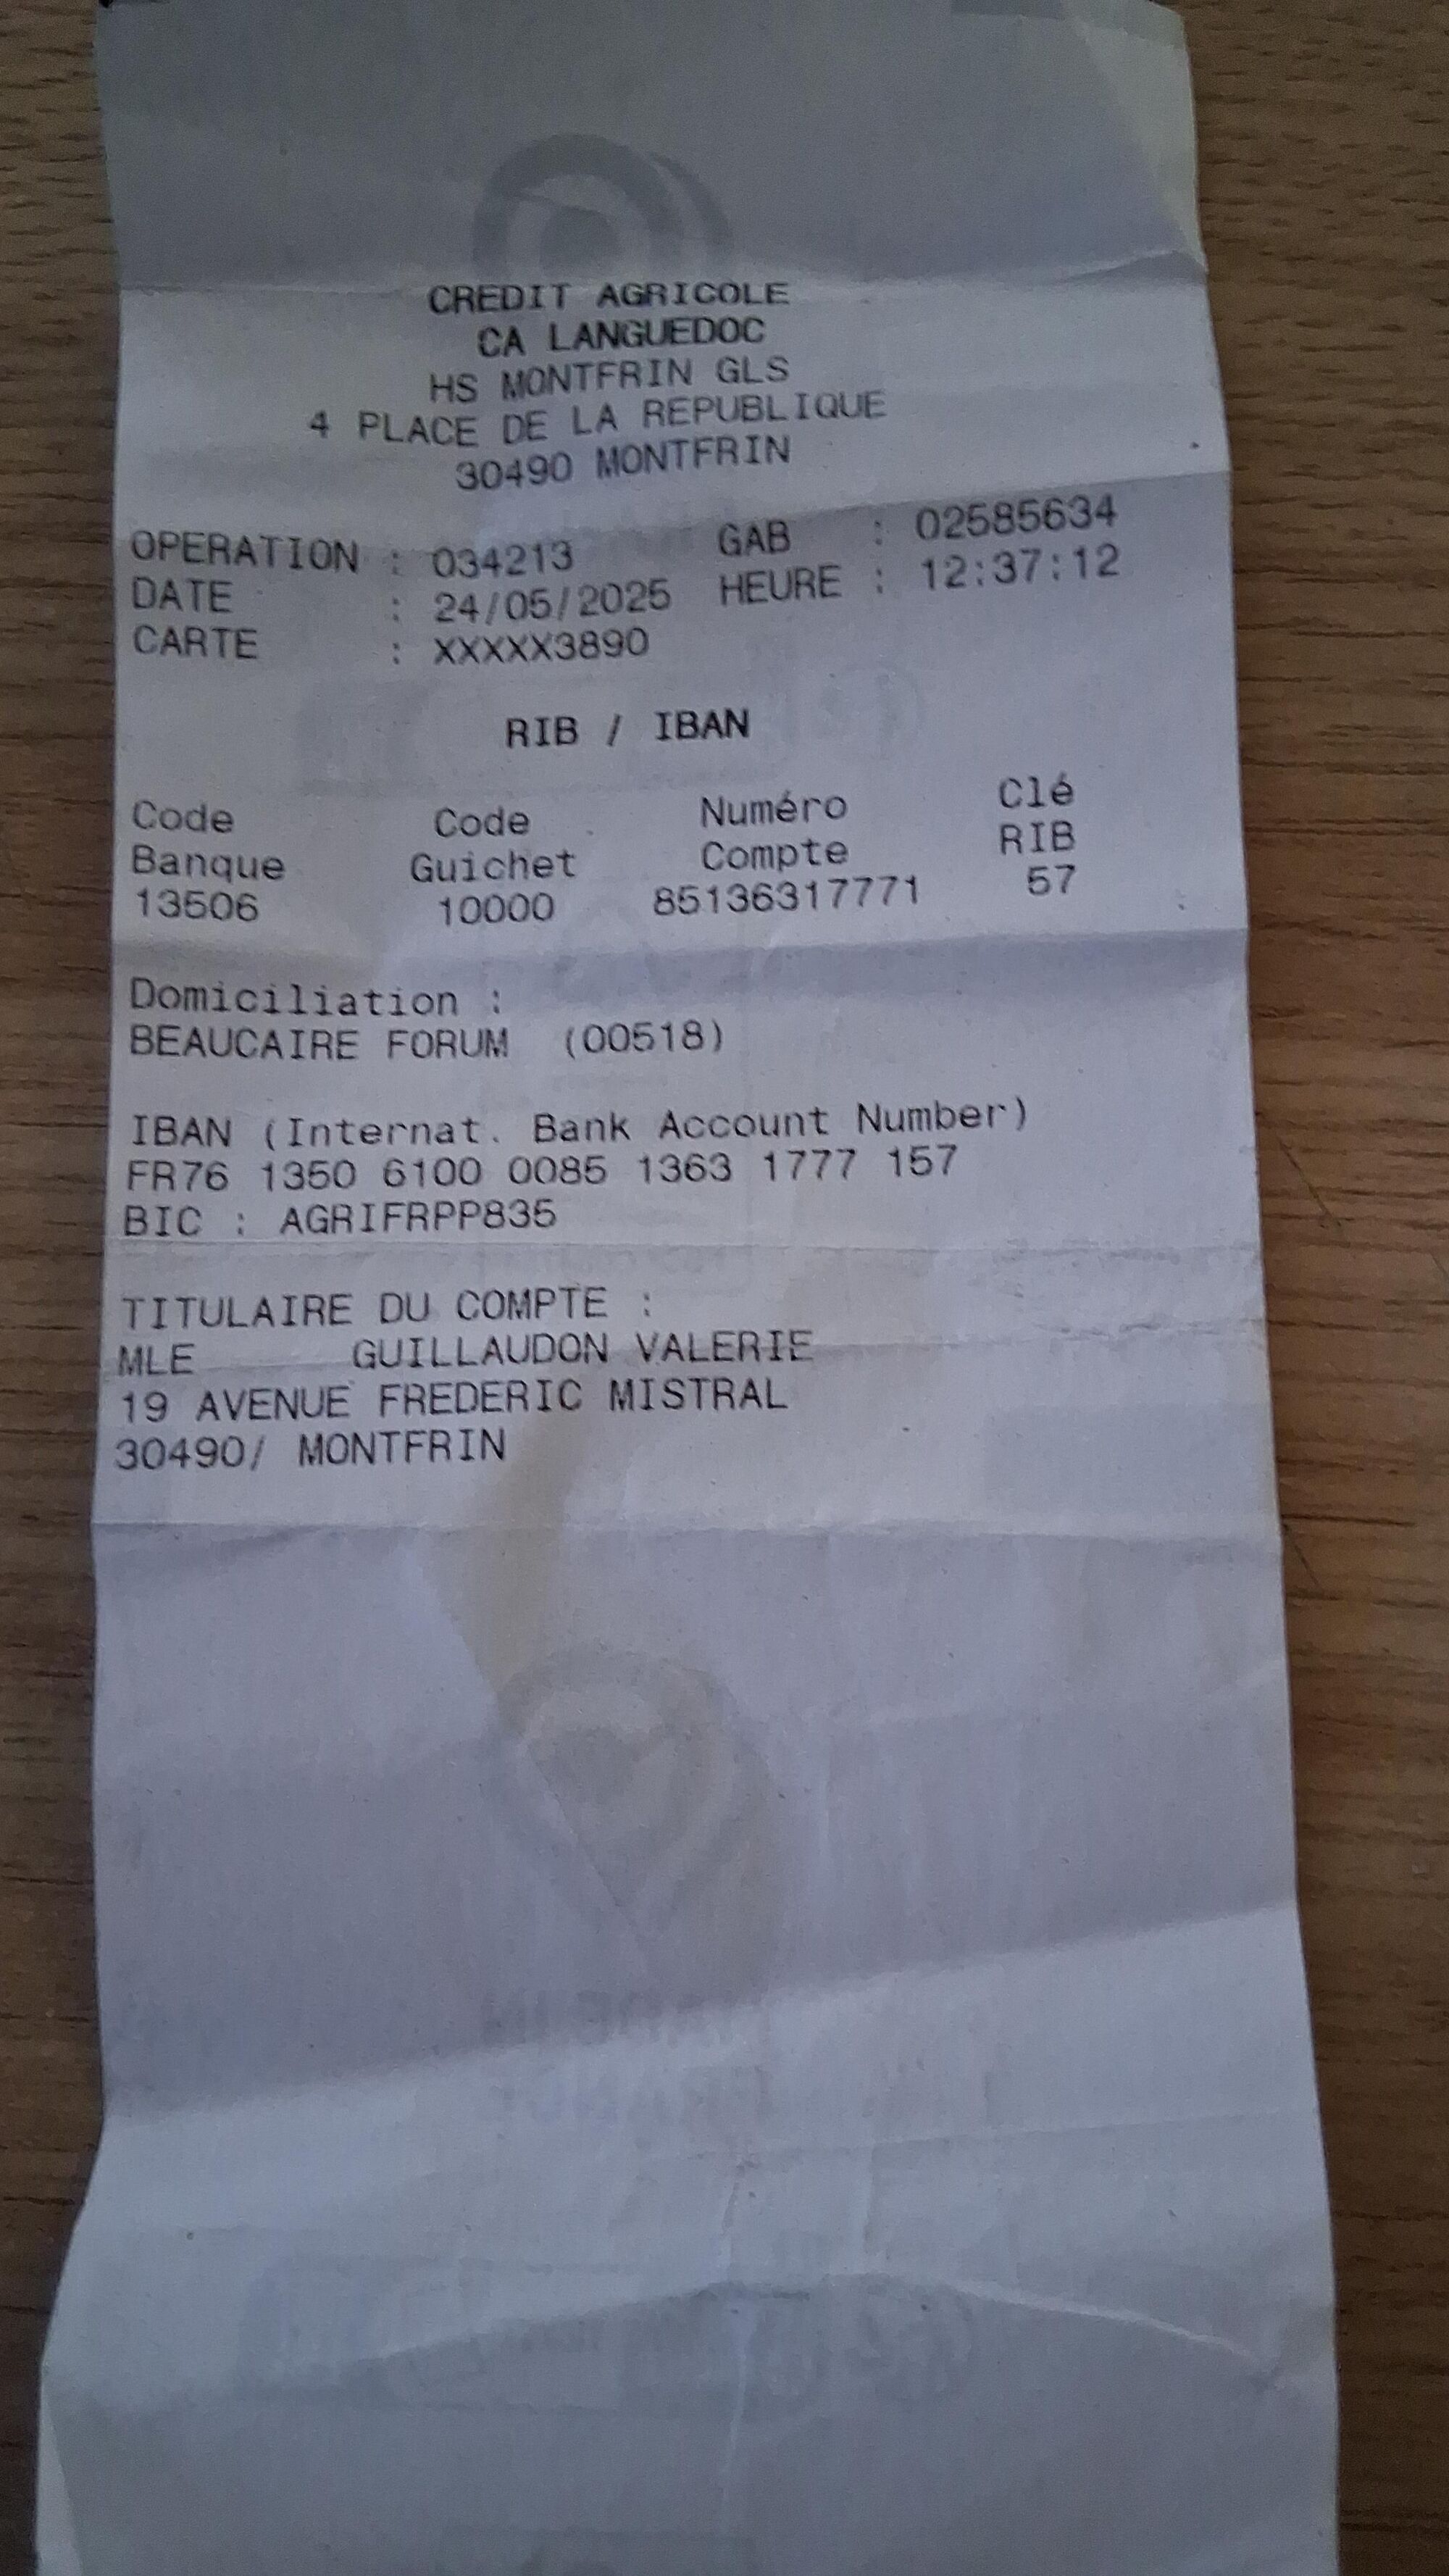 CREDIT AGRICOLE
CA LANGUEDOC
HS MONTFRIN GLS
4 PLACE DE LA REPUBLIQUE
30490 MONTFRIN
OPERATION : 034213 GAB : 02585634
DATE : 24/05/2025 HEURE : 12:37:12
CARTE : XXXXX3890
RIB / IBAN
Code Code Numéro Clé
Banque Guichet Compte RIB
13506 10000 85136317771 57
Domiciliation :
BEAUCAIRE FORUM (00518)
IBAN (Internat. Bank Account Number)
FR76 1350 6100 0085 1363 1777 157
BIC : AGRIFRPP835
TITULAIRE DU COMPTE :
MLE GUILLAUDON VALERIE
19 AVENUE FREDERIC MISTRAL
30490/ MONTFRIN